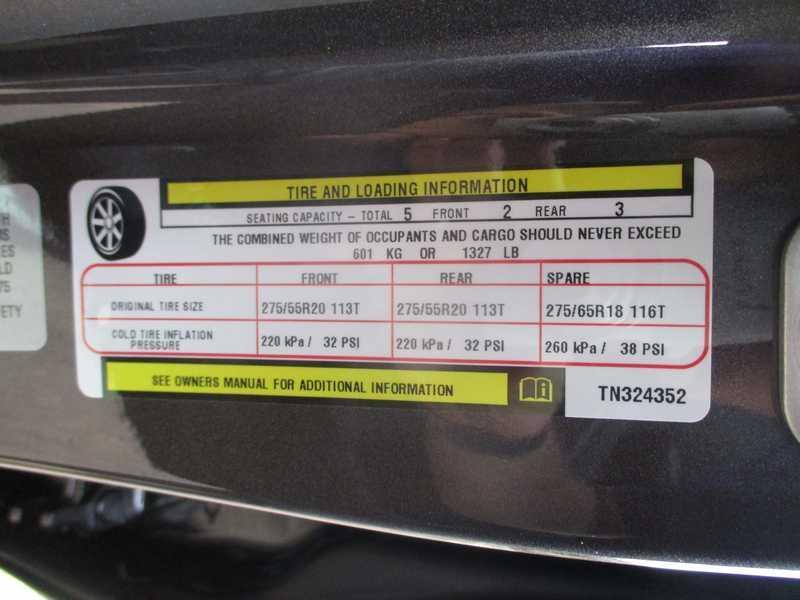 TIRE AND LOADING INFORMATION
SEATING CAPACITY – TOTAL 5 FRONT 2 REAR 3
THE COMBINED WEIGHT OF OCCUPANTS AND CARGO SHOULD NEVER EXCEED
601 KG OR 1327 LB
TIRE FRONT REAR SPARE
ORIGINAL TIRE SIZE 275/55R20 113T 275/55R20 113T 275/65R18 116T
COLD TIRE INFLATION
PRESSURE 220 kPa / 32 PSI 220 kPa / 32 PSI 260 kPa / 38 PSI
SEE OWNERS MANUAL FOR ADDITIONAL INFORMATION
TN324352